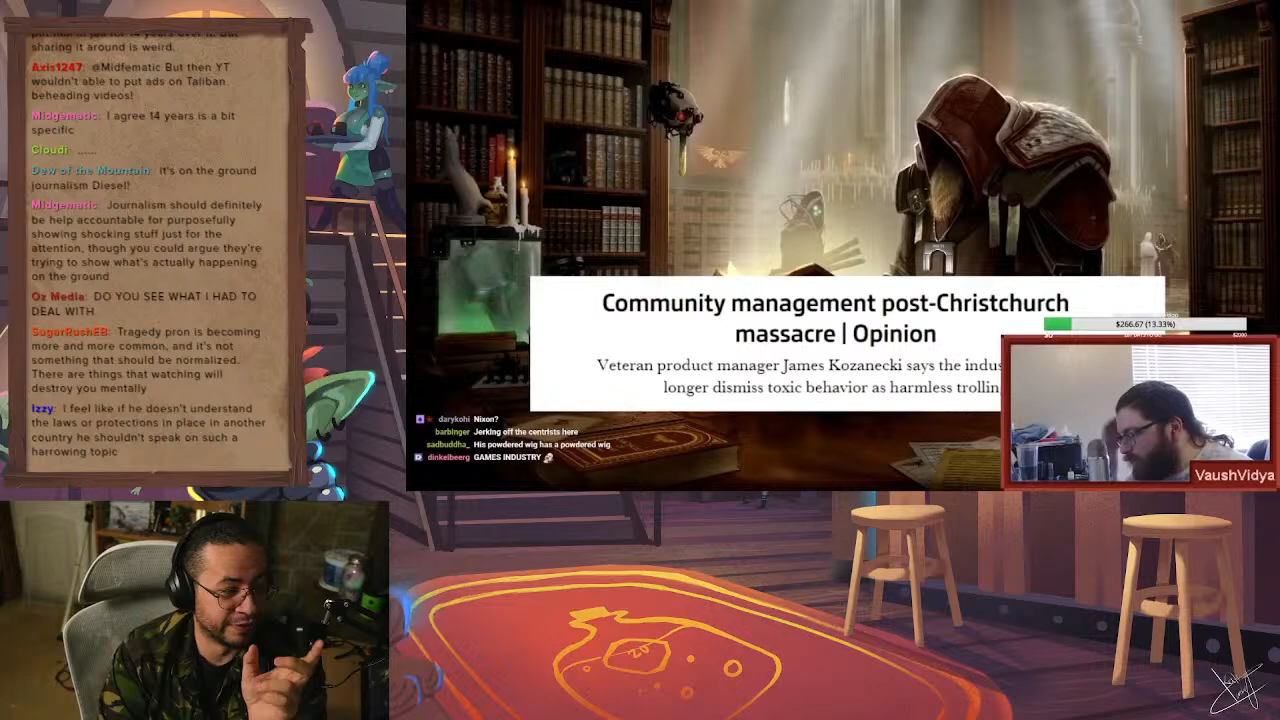 sharing it around is weird.
Axis1247: @Midfematic But then YT
wouldn't able to put ads on Taliban
beheading videos!
Midgematic: I agree 14 years is a bit
specific
Cloudi: ......
Dew of the Mountain: It's on the ground
journalism Diesel!
Midgematic: Journalism should definitely
be help accountable for purposefully
showing shocking stuff just for the
attention, though you could argue they're
trying to show what's actually happening
on the ground
Oz Media: DO YOU SEE WHAT I HAD TO
DEAL WITH
SugarRushEB: Tragedy pron is becoming
more and more common, and it's not
something that should be normalized.
There are things that watching will
destroy you mentally
Izzy: I feel like if he doesn't understand
the laws or protections in place in another
country he shouldn't speak on such a
harrowing topic
Community management post-Christchurch
massacre | Opinion
Veteran product manager James Kozanecki says the indus
longer dismiss toxic behavior as harmless trollin
$266.67 (13.33%)
$2000
darykohi Nixon?
barbinger Jerking off the centrists here
sadbuddha_ His powdered wig has a powdered wig
dinkelbeerg: GAMES INDUSTRY
VaushVidya
20